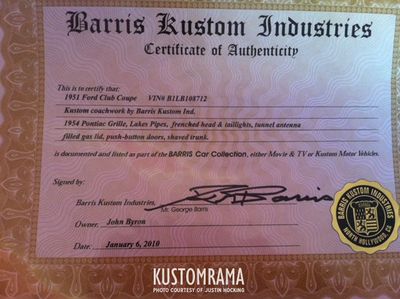 Barris Kustom Industries
Certificate of Authenticity
This is to certify that:
1951 Ford Club Coupe VIN# B1LB108712
Kustom coachwork by Barris Kustom Ind.
1954 Pontiac Grille, Lakes Pipes, frenched head & taillights, tunnel antenna
filled gas lid, push-button doors, shaved trunk.
is documented and listed as part of the BARRIS Car Collection, either Movie & TV or Kustom Motor Vehicles.
Signed by:
Barris Kustom Industries,
Mr. George Barris
Owner, John Byron
Date. January 6, 2010
BARRIS KUSTOM INDUSTRIES
NORTH HOLLYWOOD, CA
KUSTOMRAMA
PHOTO COURTESY OF JUSTIN HOCKING